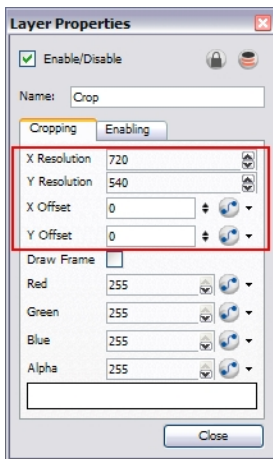 Layer Properties
Enable/Disable
Name: Crop
Cropping Enabling
X Resolution 720
Y Resolution 540
X Offset 0
Y Offset 0
Draw Frame
Red 255
Green 255
Blue 255
Alpha 255
Close